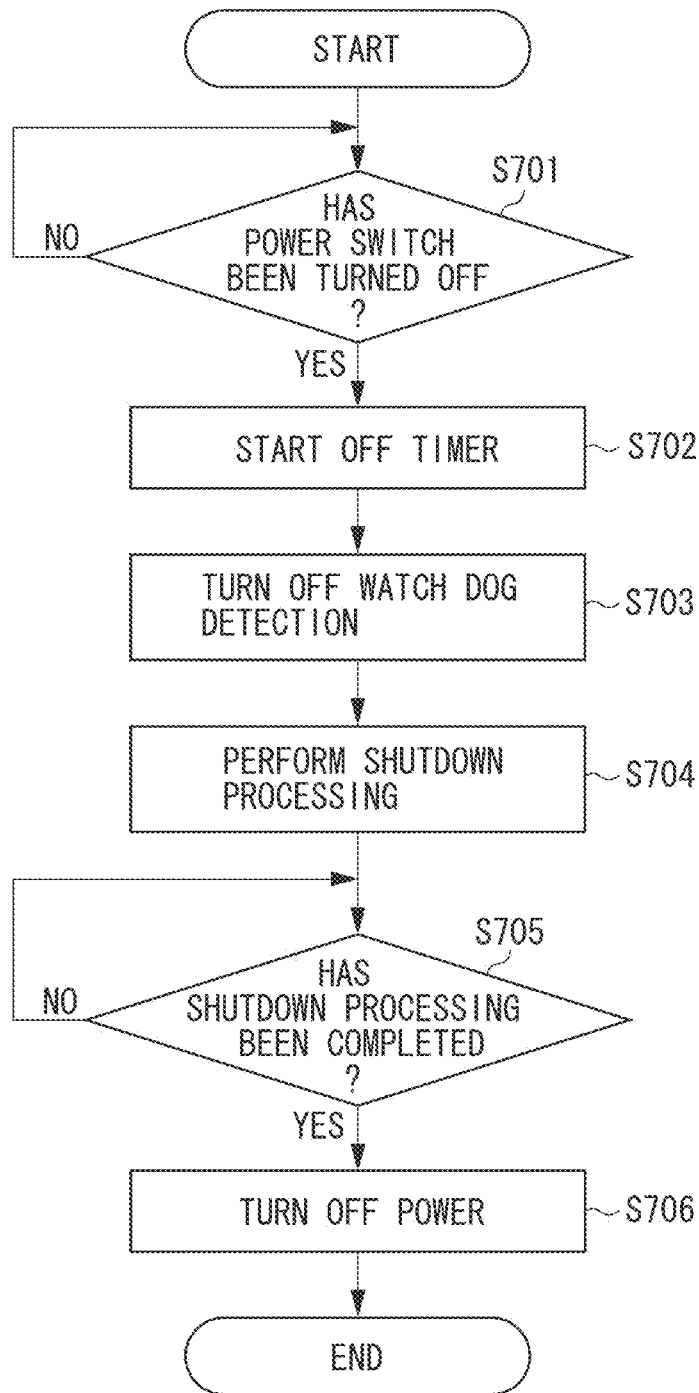 START
S701
HAS
POWER SWITCH
BEEN TURNED OFF
?
NO
YES
START OFF TIMER
S702
TURN OFF WATCH DOG
DETECTION
S703
PERFORM SHUTDOWN
PROCESSING
S704
S705
HAS
SHUTDOWN PROCESSING
BEEN COMPLETED
?
NO
YES
TURN OFF POWER
S706
END